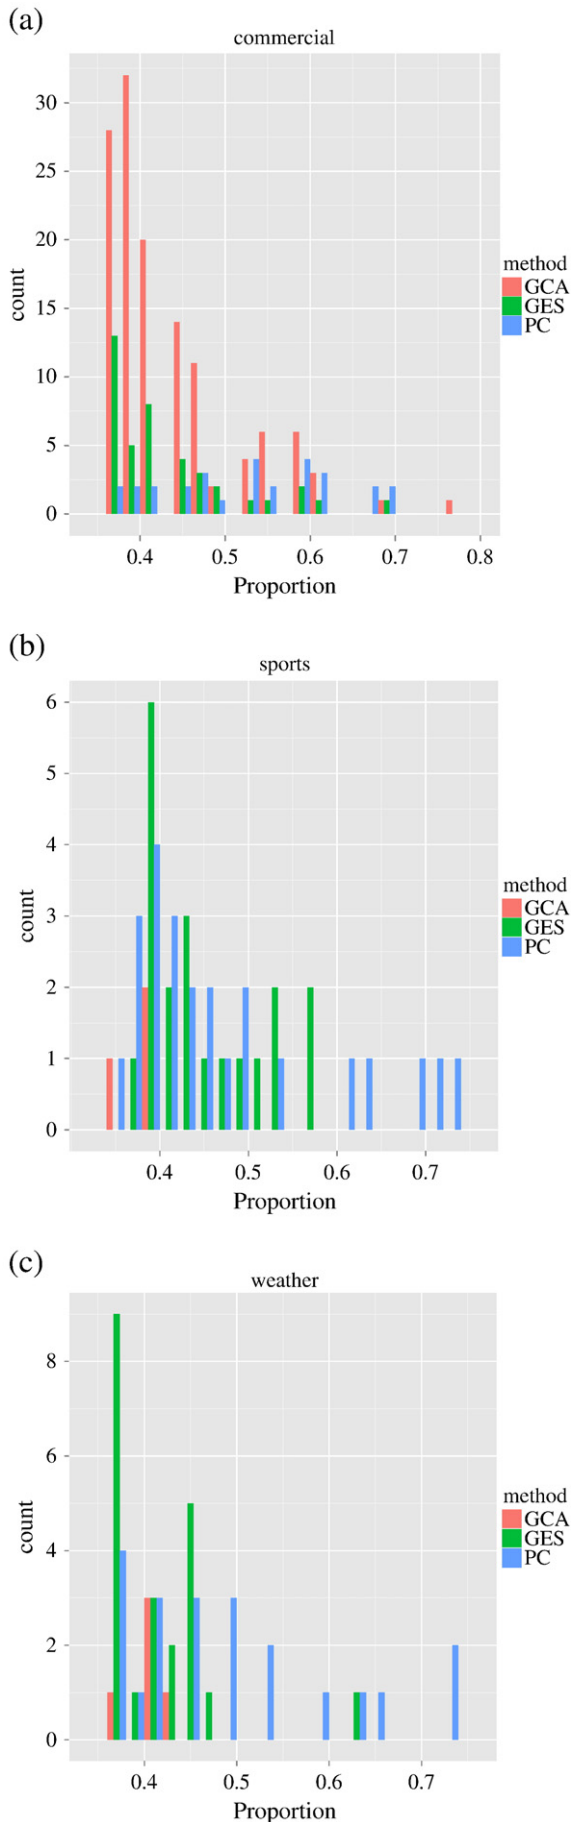 (a)
commercial
30
25
20
15
10
5
0
count
0.4 0.5 0.6 0.7 0.8
Proportion
method
GCA
GES
PC
(b)
sports
6
5
4
3
2
1
0
count
0.4 0.5 0.6 0.7
Proportion
method
GCA
GES
PC
(c)
weather
8
6
4
2
0
count
0.4 0.5 0.6 0.7
Proportion
method
GCA
GES
PC